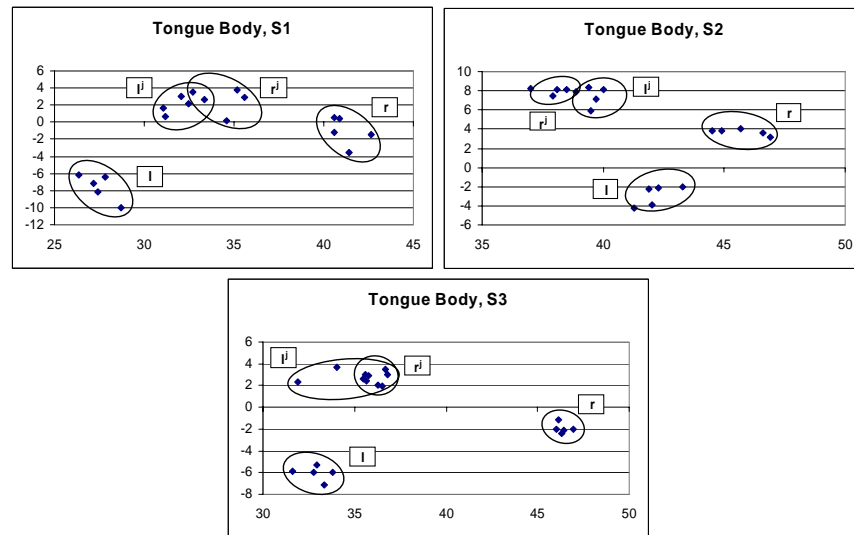 Tongue Body, S1
6
4
2
0
-2
-4
-6
-8
-10
-12
25 30 35 40 45
lʲ
rʲ
r
l
Tongue Body, S2
10
8
6
4
2
0
-2
-4
-6
35 40 45 50
lʲ
rʲ
r
l
Tongue Body, S3
6
4
2
0
-2
-4
-6
-8
30 35 40 45 50
lʲ
rʲ
r
l